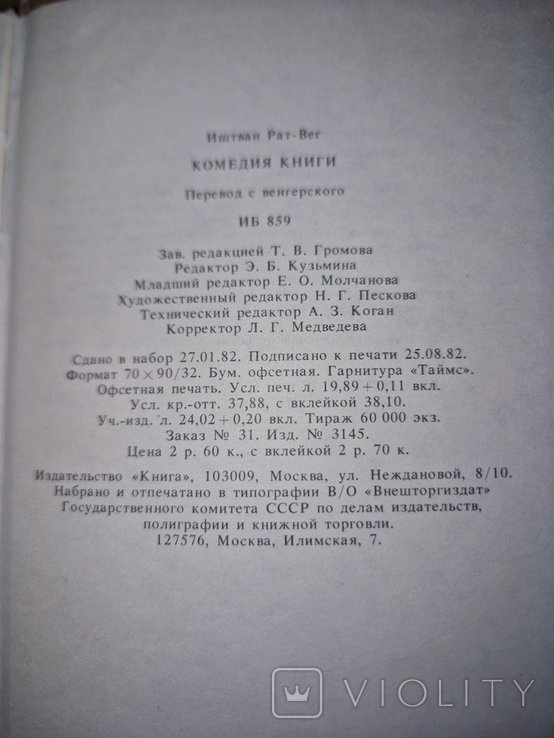 Иштван Рат-Вег
КОМЕДИЯ КНИГИ
Перевод с венгерского
ИБ 859
Зав. редакцией Т. В. Громова
Редактор Э. Б. Кузьмина
Младший редактор Е. О. Молчанова
Художественный редактор Н. Г. Пескова
Технический редактор А. З. Коган
Корректор Л. Г. Медведева
Сдано в набор 27.01.82. Подписано к печати 25.08.82.
Формат 70 × 90/32. Бум. офсетная. Гарнитура «Таймс».
Офсетная печать. Усл. печ. л. 19,89 + 0,11 вкл.
Усл. кр.-отт. 37,88, с вклейкой 38,10.
Уч.-изд. л. 24,02 + 0,20 вкл. Тираж 60 000 экз.
Заказ № 31. Изд. № 3145.
Цена 2 р. 60 к., с вклейкой 2 р. 70 к.
Издательство «Книга», 103009, Москва, ул. Неждановой, 8/10.
Набрано и отпечатано в типографии В/О «Внешторгиздат»
Государственного комитета СССР по делам издательств,
полиграфии и книжной торговли.
127576, Москва, Илимская, 7.
VIOLITY